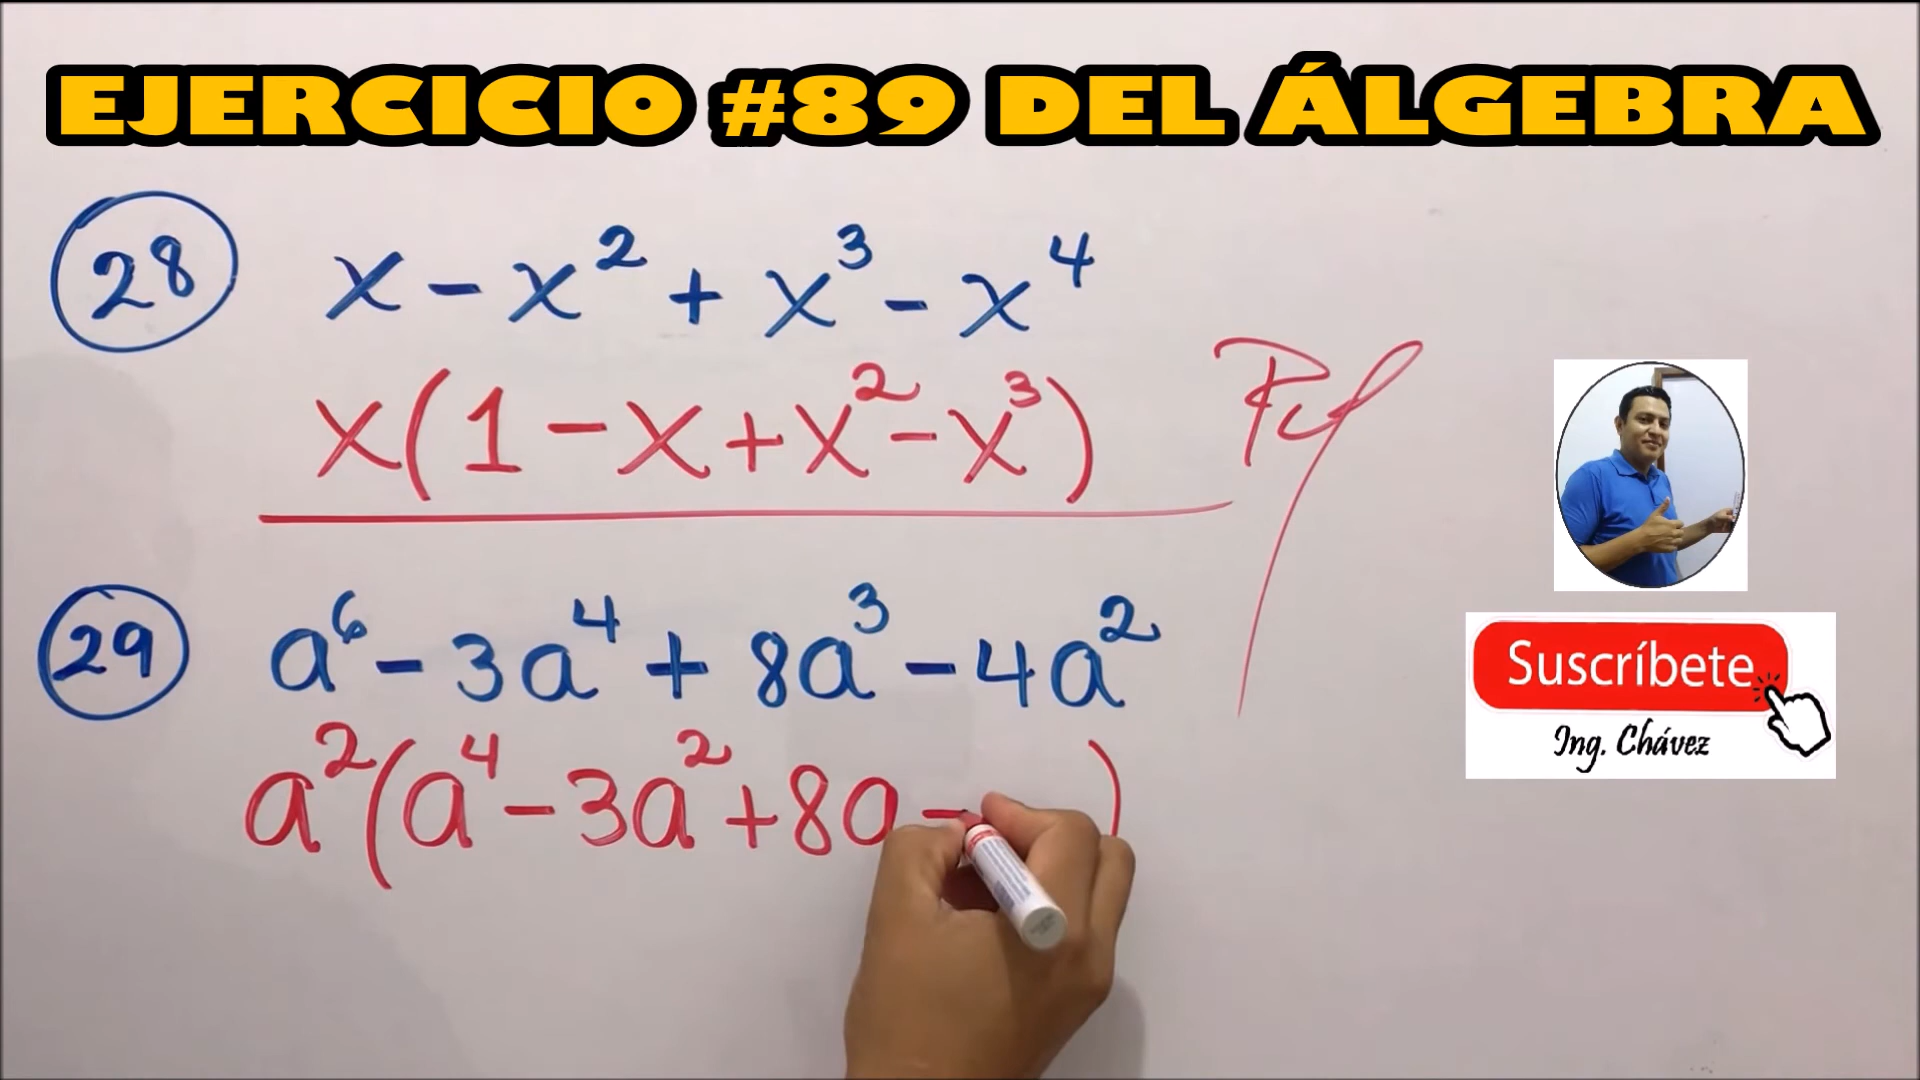 EJERCICIO #89 DEL ÁLGEBRA
28 x - x² + x³ - x⁴
x(1 - x + x² - x³)
29 a⁶ - 3a⁴ + 8a³ - 4a²
a²(a⁴ - 3a² + 8a - )
Suscríbete
Ing. Chávez